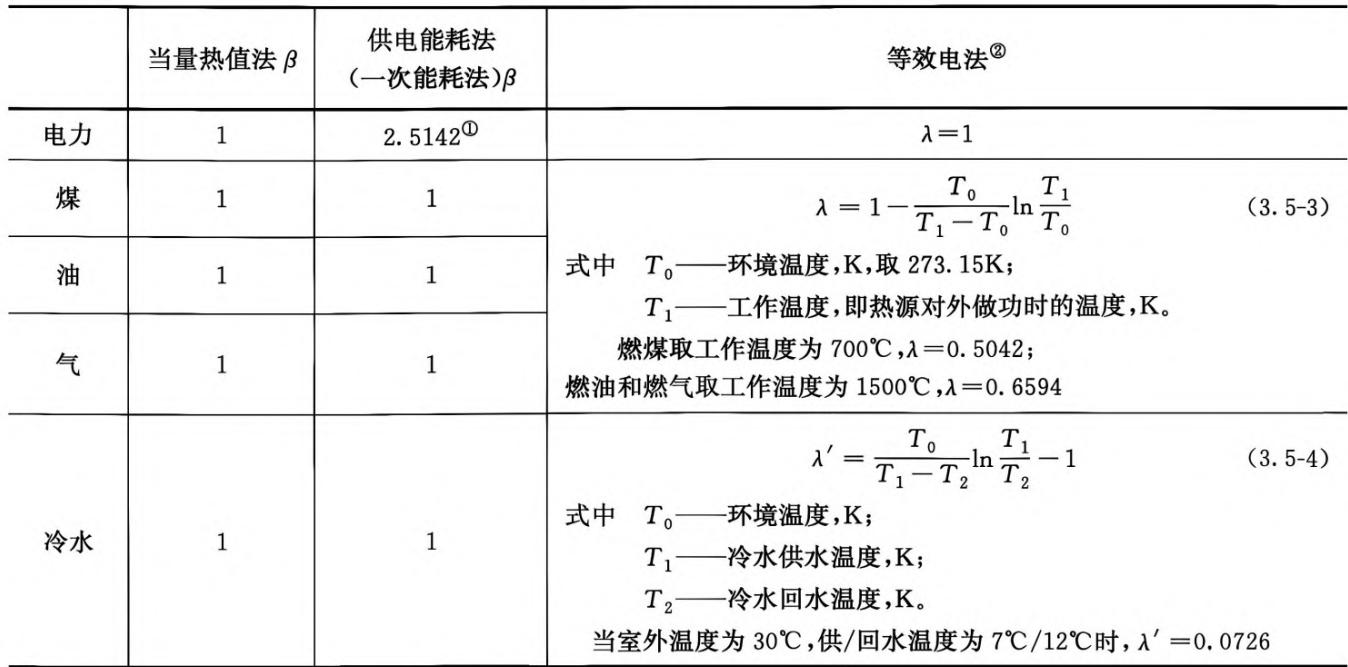 当量热值法 β 供电能耗法(一次能耗法)β 等效电法②
电力 1 2.5142① λ=1
煤 1 1
油 1 1
气 1 1
λ = 1 − T₀/(T₁−T₀) ln T₁/T₀ (3.5-3)
式中 T₀——环境温度,K,取 273.15K;
T₁——工作温度,即热源对外做功时的温度,K。
燃煤取工作温度为 700℃,λ=0.5042;
燃油和燃气取工作温度为 1500℃,λ=0.6594
冷水 1 1
λ′ = T₀/(T₁−T₂) ln T₁/T₂ − 1 (3.5-4)
式中 T₀——环境温度,K;
T₁——冷水供水温度,K;
T₂——冷水回水温度,K。
当室外温度为 30℃,供/回水温度为 7℃/12℃时,λ′=0.0726